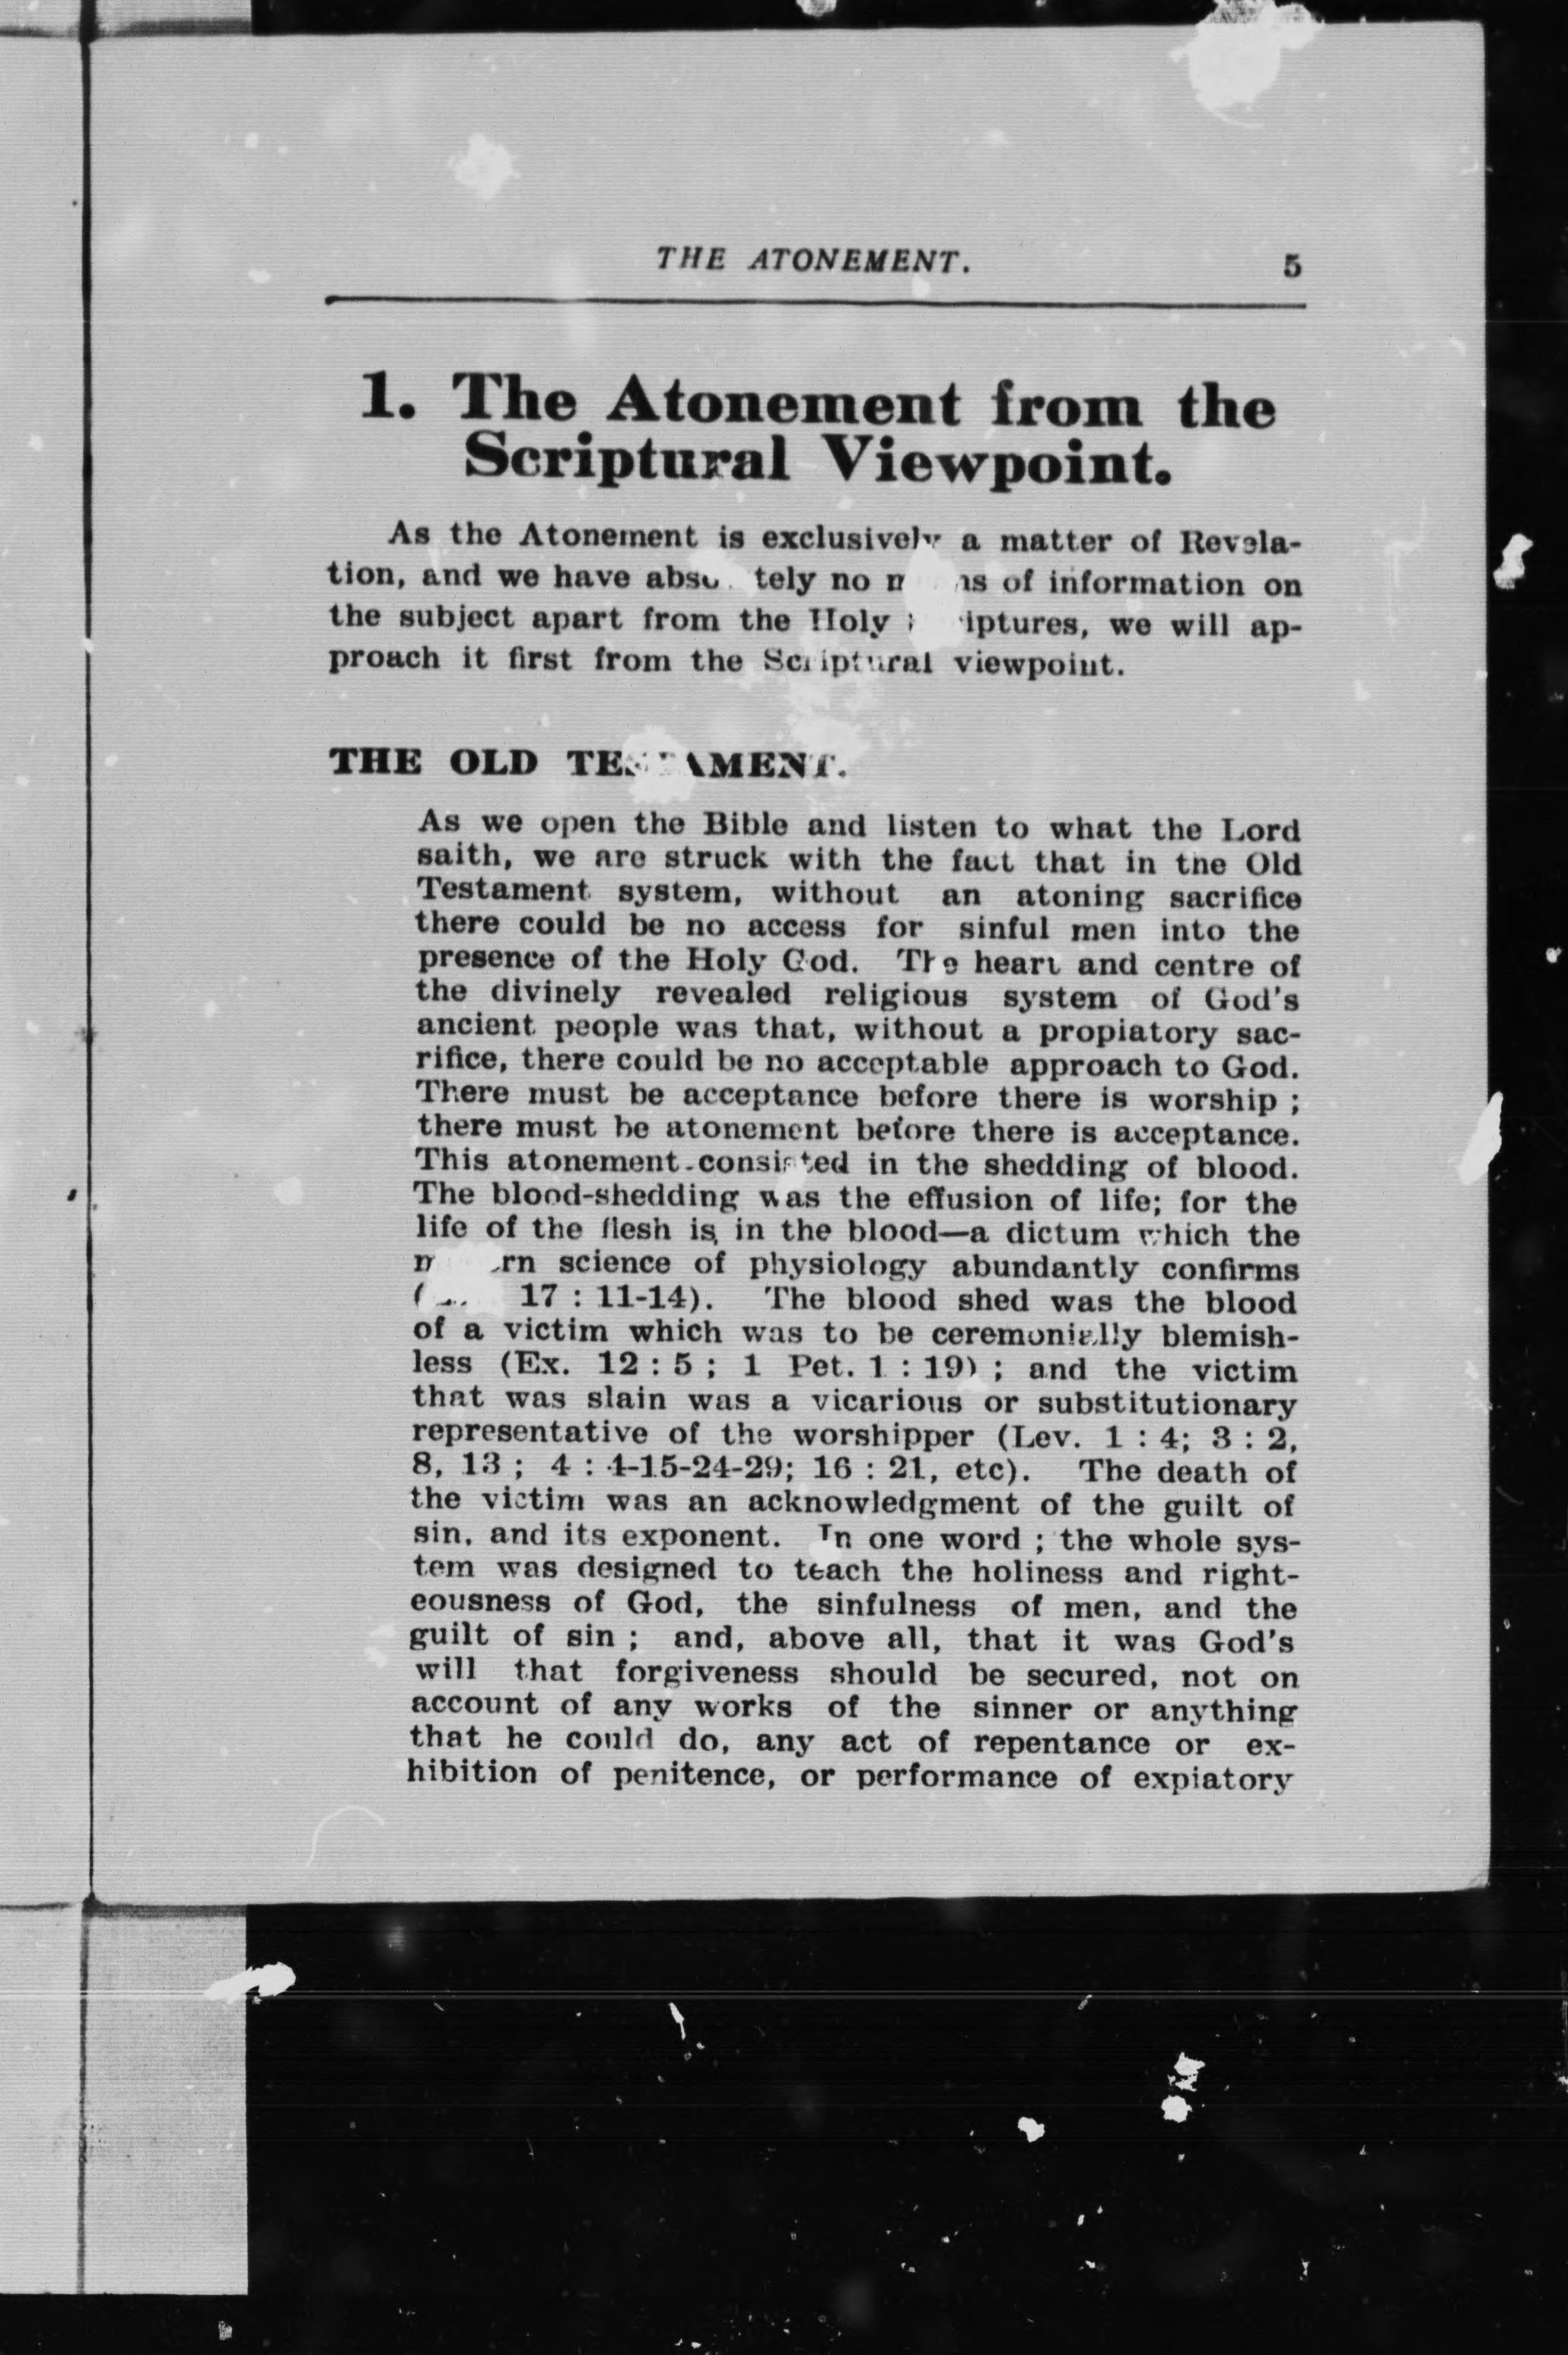 THE ATONEMENT. 5
1. The Atonement from the
Scriptural Viewpoint.
As the Atonement is exclusively a matter of Revela-
tion, and we have absolutely no means of information on
the subject apart from the Holy Scriptures, we will ap-
proach it first from the Scriptural viewpoint.
THE OLD TESTAMENT.
As we open the Bible and listen to what the Lord
saith, we are struck with the fact that in the Old
Testament system, without an atoning sacrifice
there could be no access for sinful men into the
presence of the Holy God. The heart and centre of
the divinely revealed religious system of God's
ancient people was that, without a propiatory sac-
rifice, there could be no acceptable approach to God.
There must be acceptance before there is worship ;
there must be atonement before there is acceptance.
This atonement consisted in the shedding of blood.
The blood-shedding was the effusion of life; for the
life of the flesh is in the blood—a dictum which the
modern science of physiology abundantly confirms
( 17 : 11-14). The blood shed was the blood
of a victim which was to be ceremonially blemish-
less (Ex. 12 : 5 ; 1 Pet. 1 : 19) ; and the victim
that was slain was a vicarious or substitutionary
representative of the worshipper (Lev. 1 : 4; 3 : 2,
8, 13 ; 4 : 4-15-24-29; 16 : 21, etc). The death of
the victim was an acknowledgment of the guilt of
sin, and its exponent. In one word ; the whole sys-
tem was designed to teach the holiness and right-
eousness of God, the sinfulness of men, and the
guilt of sin ; and, above all, that it was God's
will that forgiveness should be secured, not on
account of any works of the sinner or anything
that he could do, any act of repentance or ex-
hibition of penitence, or performance of expiatory